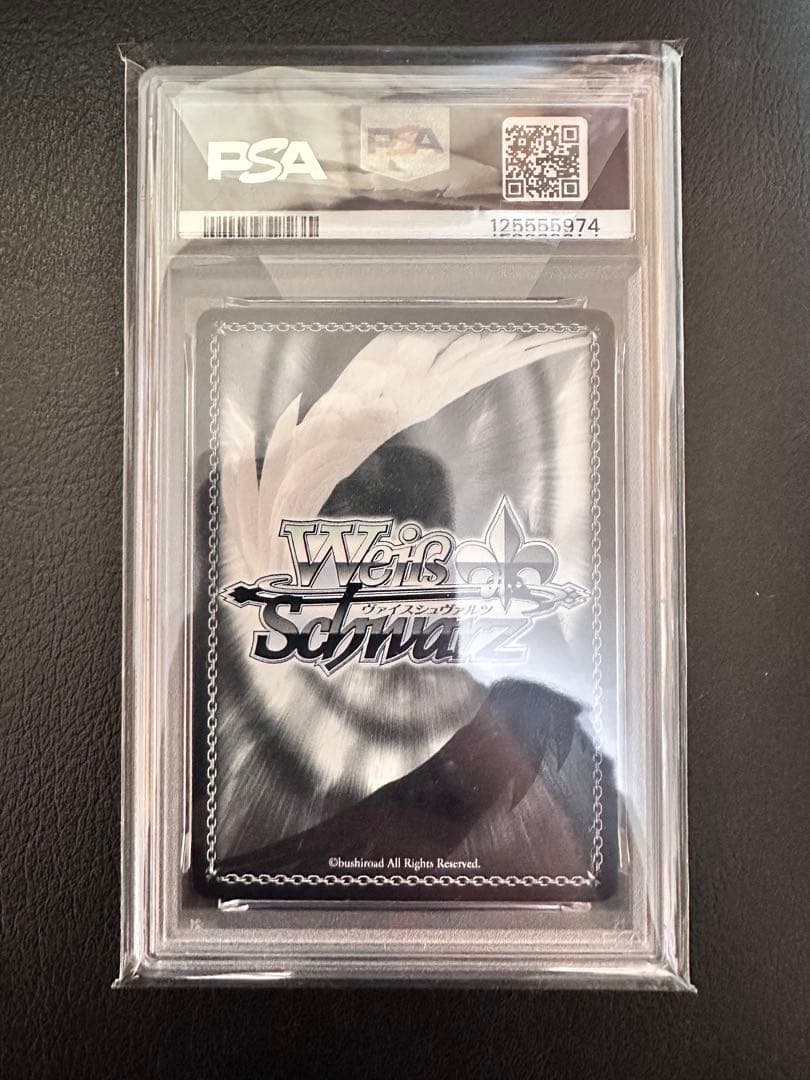 PSA
PSA
125555974
Weiß
ヴァイスシュヴァルツ
Schwarz
©bushiroad All Rights Reserved.